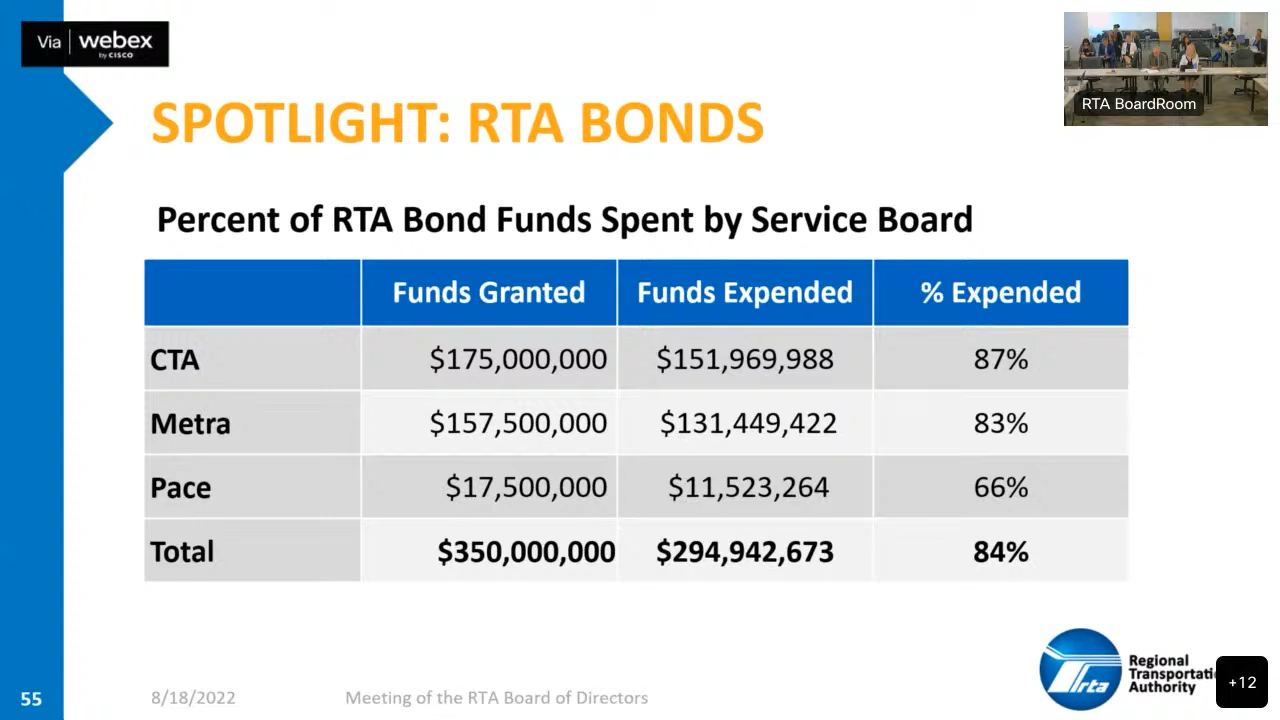 Via webex
by CISCO
RTA BoardRoom
SPOTLIGHT: RTA BONDS
Percent of RTA Bond Funds Spent by Service Board
Funds Granted Funds Expended % Expended
CTA $175,000,000 $151,969,988 87%
Metra $157,500,000 $131,449,422 83%
Pace $17,500,000 $11,523,264 66%
Total $350,000,000 $294,942,673 84%
rta
Regional
Transportati
Authority
+12
55 8/18/2022 Meeting of the RTA Board of Directors